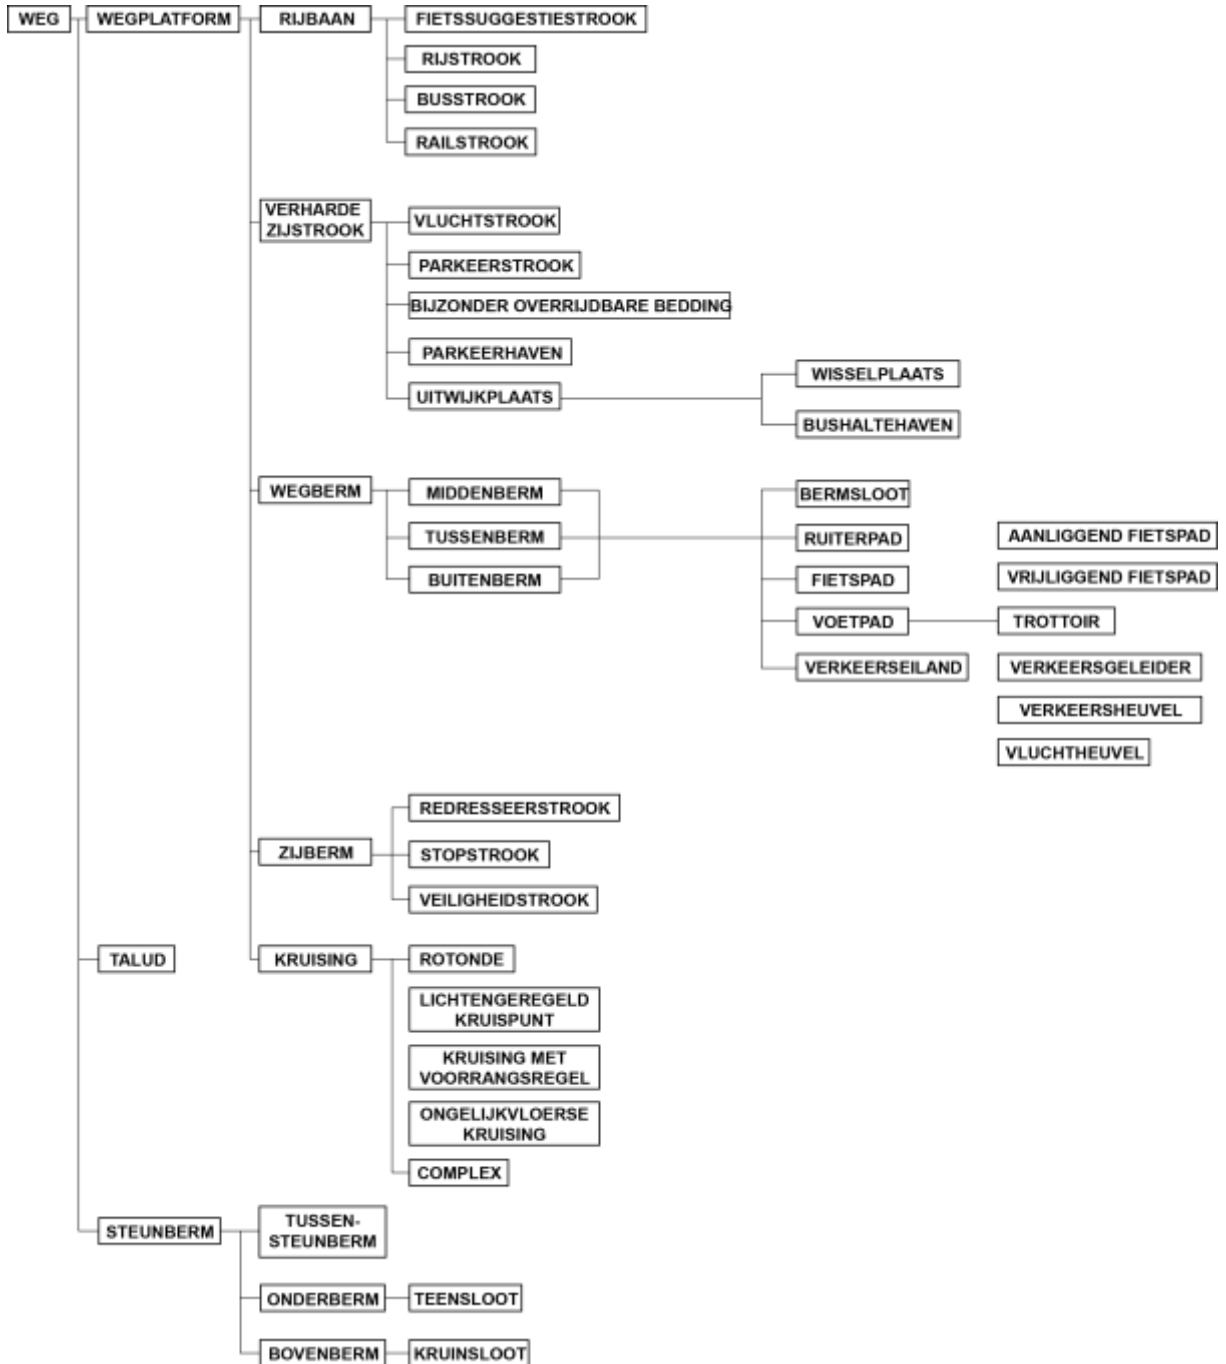 WEG
WEGPLATFORM
RIJBAAN
FIETSSUGGESTIESTROOK
RIJSTROOK
BUSSTROOK
RAILSTROOK
VERHARDE
ZIJSTROOK
VLUCHTSTROOK
PARKEERSTROOK
BIJZONDER OVERRIJDBARE BEDDING
PARKEERHAVEN
UITWIJKPLAATS
WISSELPLAATS
BUSHALTEHAVEN
WEGBERM
MIDDENBERM
TUSSENBERM
BUITENBERM
BERMSLOOT
RUITERPAD
FIETSPAD
VOETPAD
VERKEERSEILAND
AANLIGGEND FIETSPAD
VRIJLIGGEND FIETSPAD
TROTTOIR
VERKEERSGELEIDER
VERKEERSHEUVEL
VLUCHTHEUVEL
ZIJBERM
REDRESSEERSTROOK
STOPSTROOK
VEILIGHEIDSTROOK
TALUD
KRUISING
ROTONDE
LICHTENGEREGELD
KRUISPUNT
KRUISING MET
VOORRANGSREGEL
ONGELIJKVLOERSE
KRUISING
COMPLEX
STEUNBERM
TUSSEN-
STEUNBERM
ONDERBERM
TEENSLOOT
BOVENBERM
KRUINSLOOT